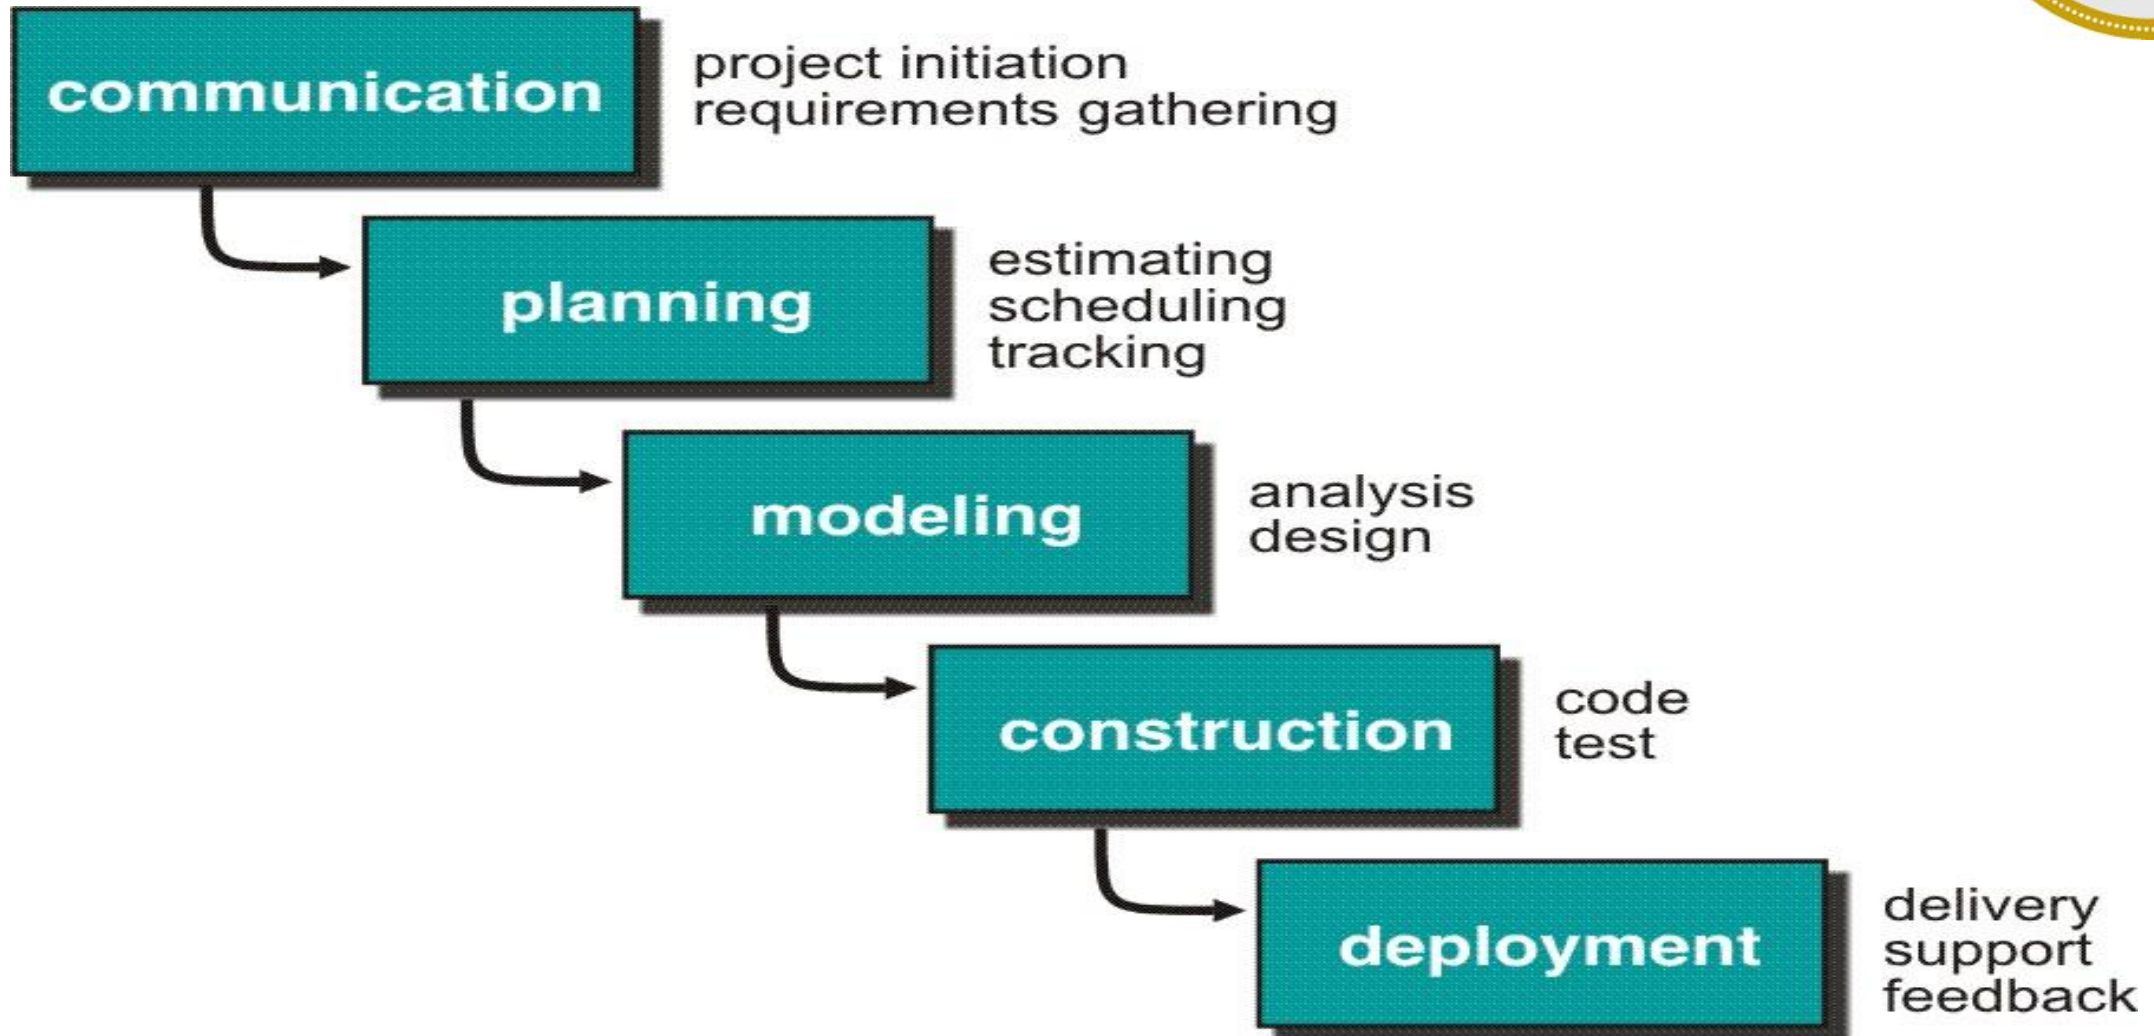 communication
project initiation
requirements gathering
planning
estimating
scheduling
tracking
modeling
analysis
design
construction
code
test
deployment
delivery
support
feedback